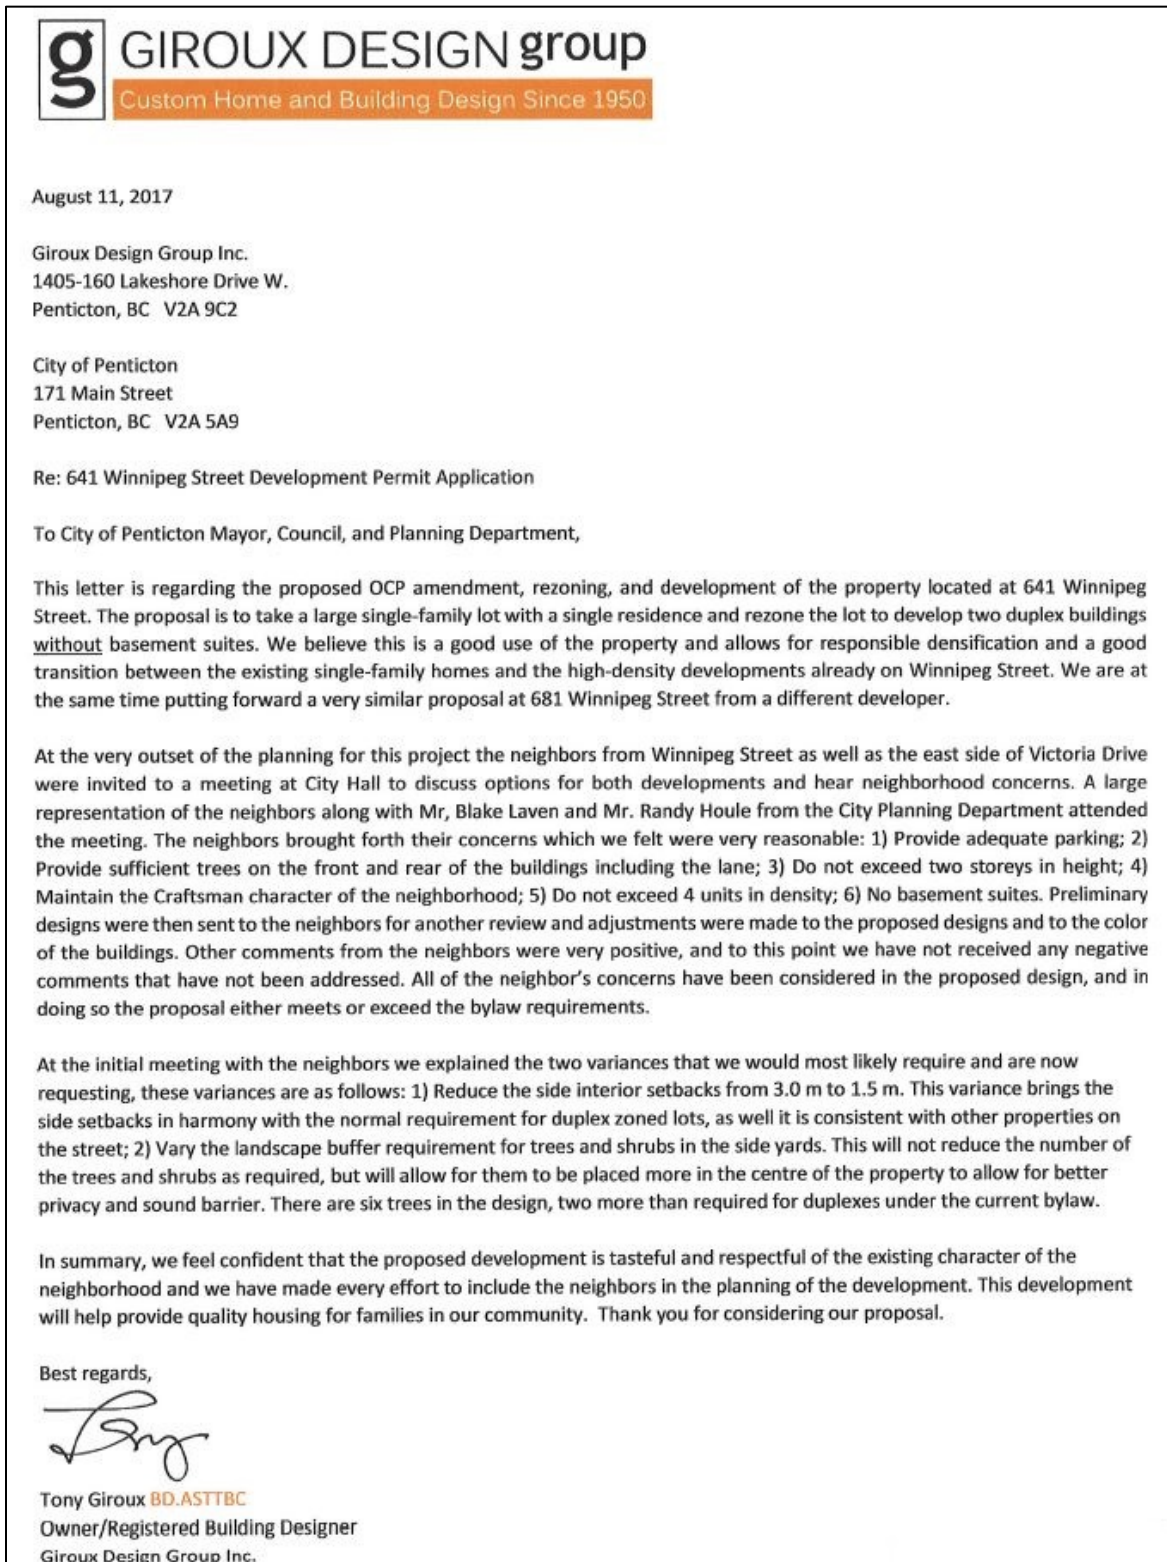 g GIROUX DESIGN group
Custom Home and Building Design Since 1950
August 11, 2017
Giroux Design Group Inc.
1405-160 Lakeshore Drive W.
Penticton, BC V2A 9C2
City of Penticton
171 Main Street
Penticton, BC V2A 5A9
Re: 641 Winnipeg Street Development Permit Application
To City of Penticton Mayor, Council, and Planning Department,
This letter is regarding the proposed OCP amendment, rezoning, and development of the property located at 641 Winnipeg
Street. The proposal is to take a large single-family lot with a single residence and rezone the lot to develop two duplex buildings
without basement suites. We believe this is a good use of the property and allows for responsible densification and a good
transition between the existing single-family homes and the high-density developments already on Winnipeg Street. We are at
the same time putting forward a very similar proposal at 681 Winnipeg Street from a different developer.
At the very outset of the planning for this project the neighbors from Winnipeg Street as well as the east side of Victoria Drive
were invited to a meeting at City Hall to discuss options for both developments and hear neighborhood concerns. A large
representation of the neighbors along with Mr, Blake Laven and Mr. Randy Houle from the City Planning Department attended
the meeting. The neighbors brought forth their concerns which we felt were very reasonable: 1) Provide adequate parking; 2)
Provide sufficient trees on the front and rear of the buildings including the lane; 3) Do not exceed two storeys in height; 4)
Maintain the Craftsman character of the neighborhood; 5) Do not exceed 4 units in density; 6) No basement suites. Preliminary
designs were then sent to the neighbors for another review and adjustments were made to the proposed designs and to the color
of the buildings. Other comments from the neighbors were very positive, and to this point we have not received any negative
comments that have not been addressed. All of the neighbor's concerns have been considered in the proposed design, and in
doing so the proposal either meets or exceed the bylaw requirements.
At the initial meeting with the neighbors we explained the two variances that we would most likely require and are now
requesting, these variances are as follows: 1) Reduce the side interior setbacks from 3.0 m to 1.5 m. This variance brings the
side setbacks in harmony with the normal requirement for duplex zoned lots, as well it is consistent with other properties on
the street; 2) Vary the landscape buffer requirement for trees and shrubs in the side yards. This will not reduce the number of
the trees and shrubs as required, but will allow for them to be placed more in the centre of the property to allow for better
privacy and sound barrier. There are six trees in the design, two more than required for duplexes under the current bylaw.
In summary, we feel confident that the proposed development is tasteful and respectful of the existing character of the
neighborhood and we have made every effort to include the neighbors in the planning of the development. This development
will help provide quality housing for families in our community. Thank you for considering our proposal.
Best regards,
Tony
Tony Giroux BD.ASTTBC
Owner/Registered Building Designer
Giroux Design Group Inc.